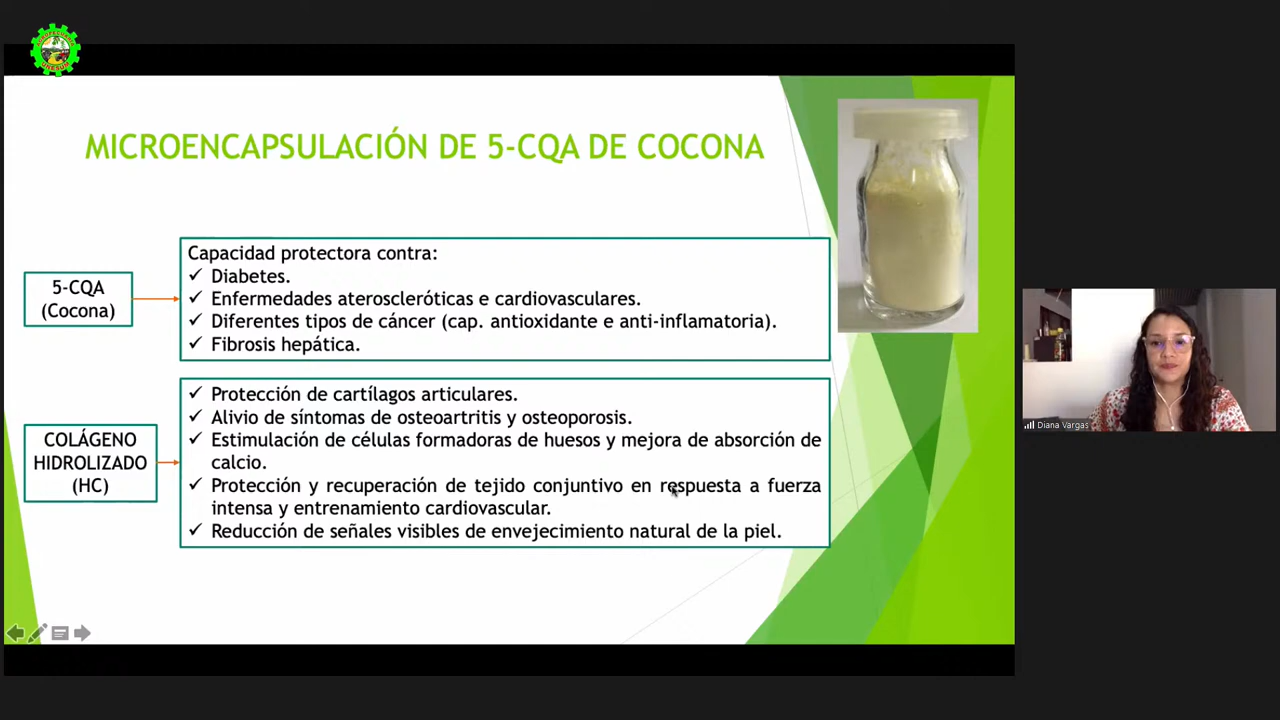 MICROENCAPSULACIÓN DE 5-CQA DE COCONA
5-CQA
(Cocona)
Capacidad protectora contra:
✓ Diabetes.
✓ Enfermedades ateroscleróticas e cardiovasculares.
✓ Diferentes tipos de cáncer (cap. antioxidante e anti-inflamatoria).
✓ Fibrosis hepática.
COLÁGENO
HIDROLIZADO
(HC)
✓ Protección de cartílagos articulares.
✓ Alivio de síntomas de osteoartritis y osteoporosis.
✓ Estimulación de células formadoras de huesos y mejora de absorción de
calcio.
✓ Protección y recuperación de tejido conjuntivo en respuesta a fuerza
intensa y entrenamiento cardiovascular.
✓ Reducción de señales visibles de envejecimiento natural de la piel.
Diana Vargas